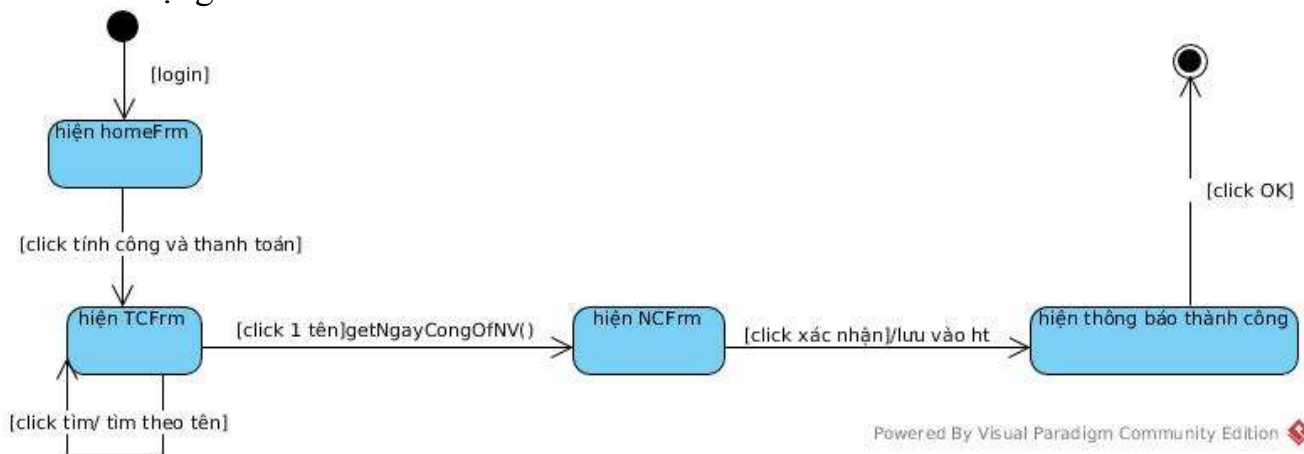 [login]
hiện homeFrm
[click OK]
[click tính công và thanh toán]
hiện TCFrm
[click 1 tên]getNgayCongOfNV()
hiện NCFrm
[click xác nhận]/lưu vào ht
hiện thông báo thành công
[click tìm/ tìm theo tên]
Powered By Visual Paradigm Community Edition